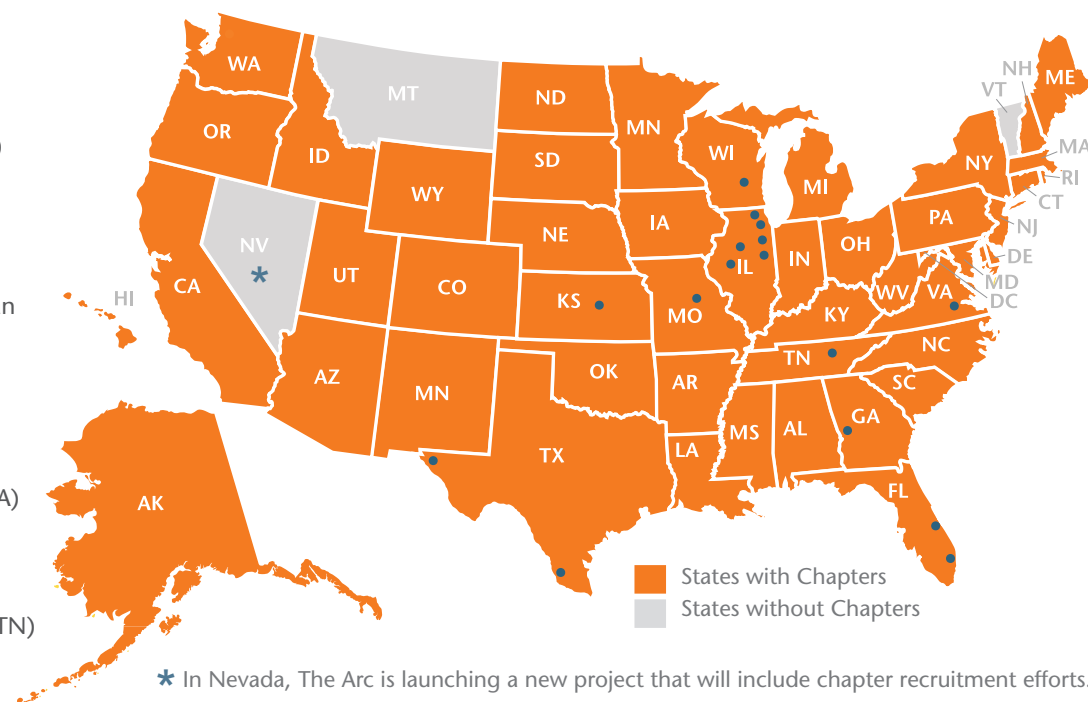 NH
ME
WA
VT
MT
ND
MN
OR
WI
MA
ID
SD
NY
MI
RI
WY
CT
IA
PA
NJ
NE
OH
NV
IN
DE
UT
IL
MD
CA
CO
WV
VA
DC
HI
KS
MO
KY
n
NC
TN
OK
AZ
AR
SC
MN
GA
MS
AL
LA
TX
FL
A)
AK
States with Chapters
States without Chapters
TN)
* In Nevada, The Arc is launching a new project that will include chapter recruitment efforts.
)